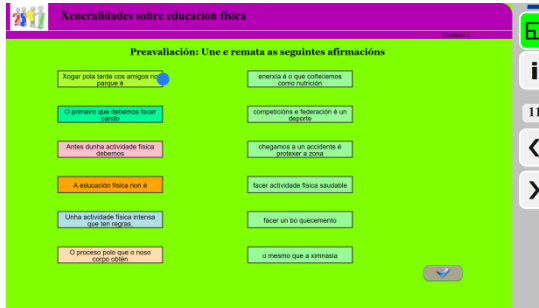 Xeneralidades sobre educación física
Unidade 1
Preavaliación: Une e remata as seguintes afirmacións
Xogar pola tarde cos amigos no
parque é
enerxía é o que coñecemos
como nutrición
O primeiro que debemos facer
cando
competicións e federación é un
deporte
Antes dunha actividade física
debemos
chegamos a un accidente é
protexer a zona
A educación física non é
facer actividade física saudable
Unha actividade física intensa
que ten regras,
facer un bo quecemento
O proceso polo que o noso
corpo obtén
o mesmo que a ximnasia
11